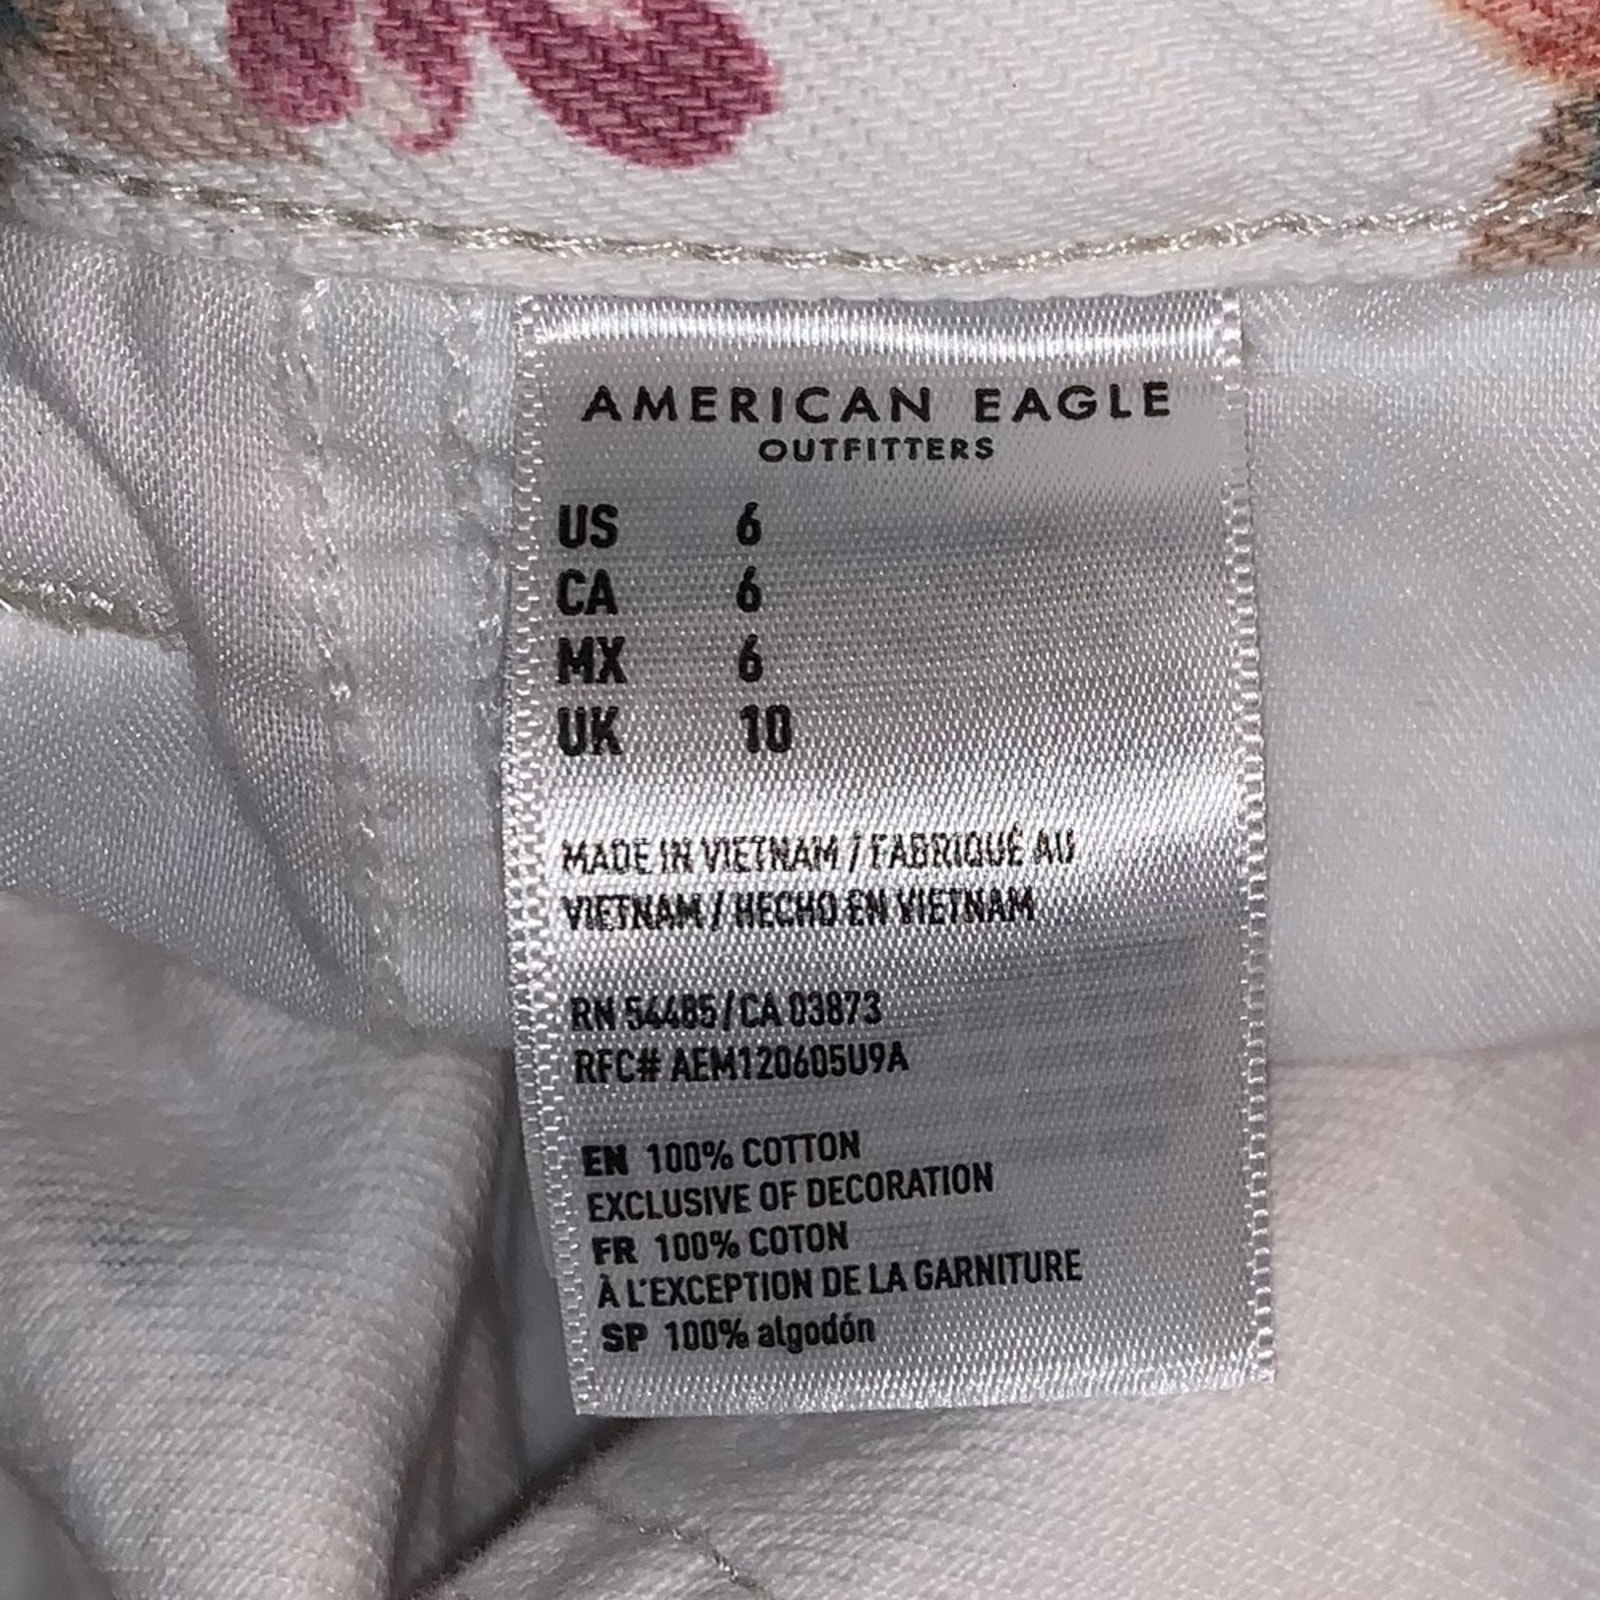 AMERICAN EAGLE
OUTFITTERS
US 6
CA 6
MX 6
UK 10
MADE IN VIETNAM / FABRIQUÉ AU
VIETNAM / HECHO EN VIETNAM
RN 54485 / CA 03873
RFC# AEM120605U9A
EN 100% COTTON
EXCLUSIVE OF DECORATION
FR 100% COTON
À L'EXCEPTION DE LA GARNITURE
SP 100% algodón